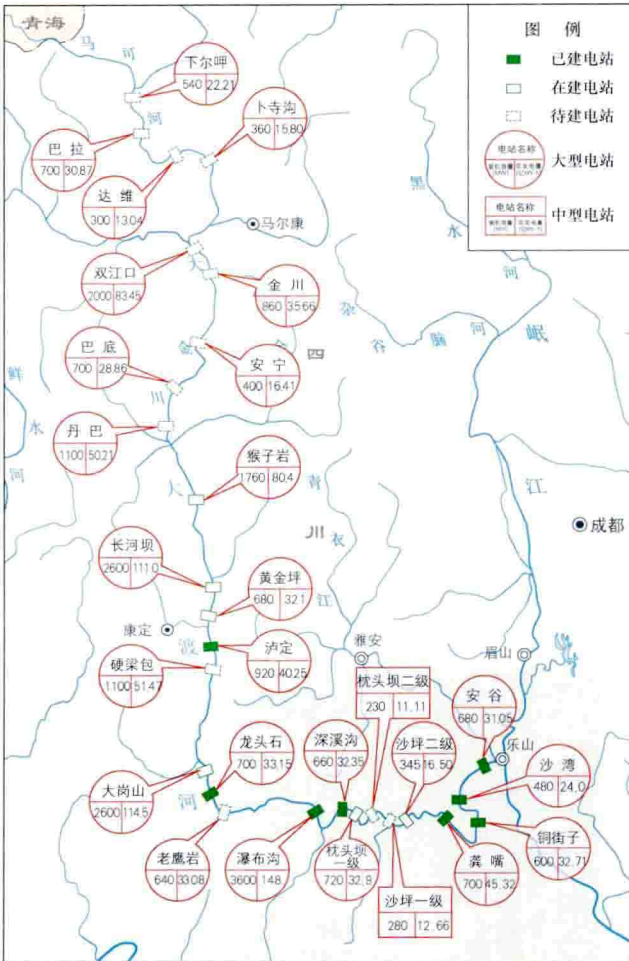 青海
图 例
已建电站
在建电站
待建电站
电站名称
大型电站
电站名称
中型电站
马
河
下尔呷
540 22.21
河
卜寺沟
360 15.80
巴拉
700 30.87
达维
300 13.04
马尔康
黑
水
河
双江口
2000 83.45
大
金川
860 35.66
杂
谷
脑
河
岷
江
金
川
巴底
700 28.86
安宁
400 16.41
四
川
鲜
水
河
丹巴
1100 50.21
猴子岩
1760 80.4
大
青
衣
江
成都
长河坝
2600 111.0
黄金坪
680 32.1
康定
渡
泸定
920 40.25
雅安
眉山
硬梁包
1100 51.47
枕头坝二级
230 11.11
安谷
680 31.05
乐山
龙头石
700 33.15
深溪沟
660 32.35
沙坪二级
345 16.50
沙湾
480 24.0
大岗山
2600 114.5
河
老鹰岩
640 33.08
瀑布沟
3600 148
枕头坝
一级
720 32.9
沙坪一级
280 12.66
龚嘴
700 45.32
铜街子
600 32.71